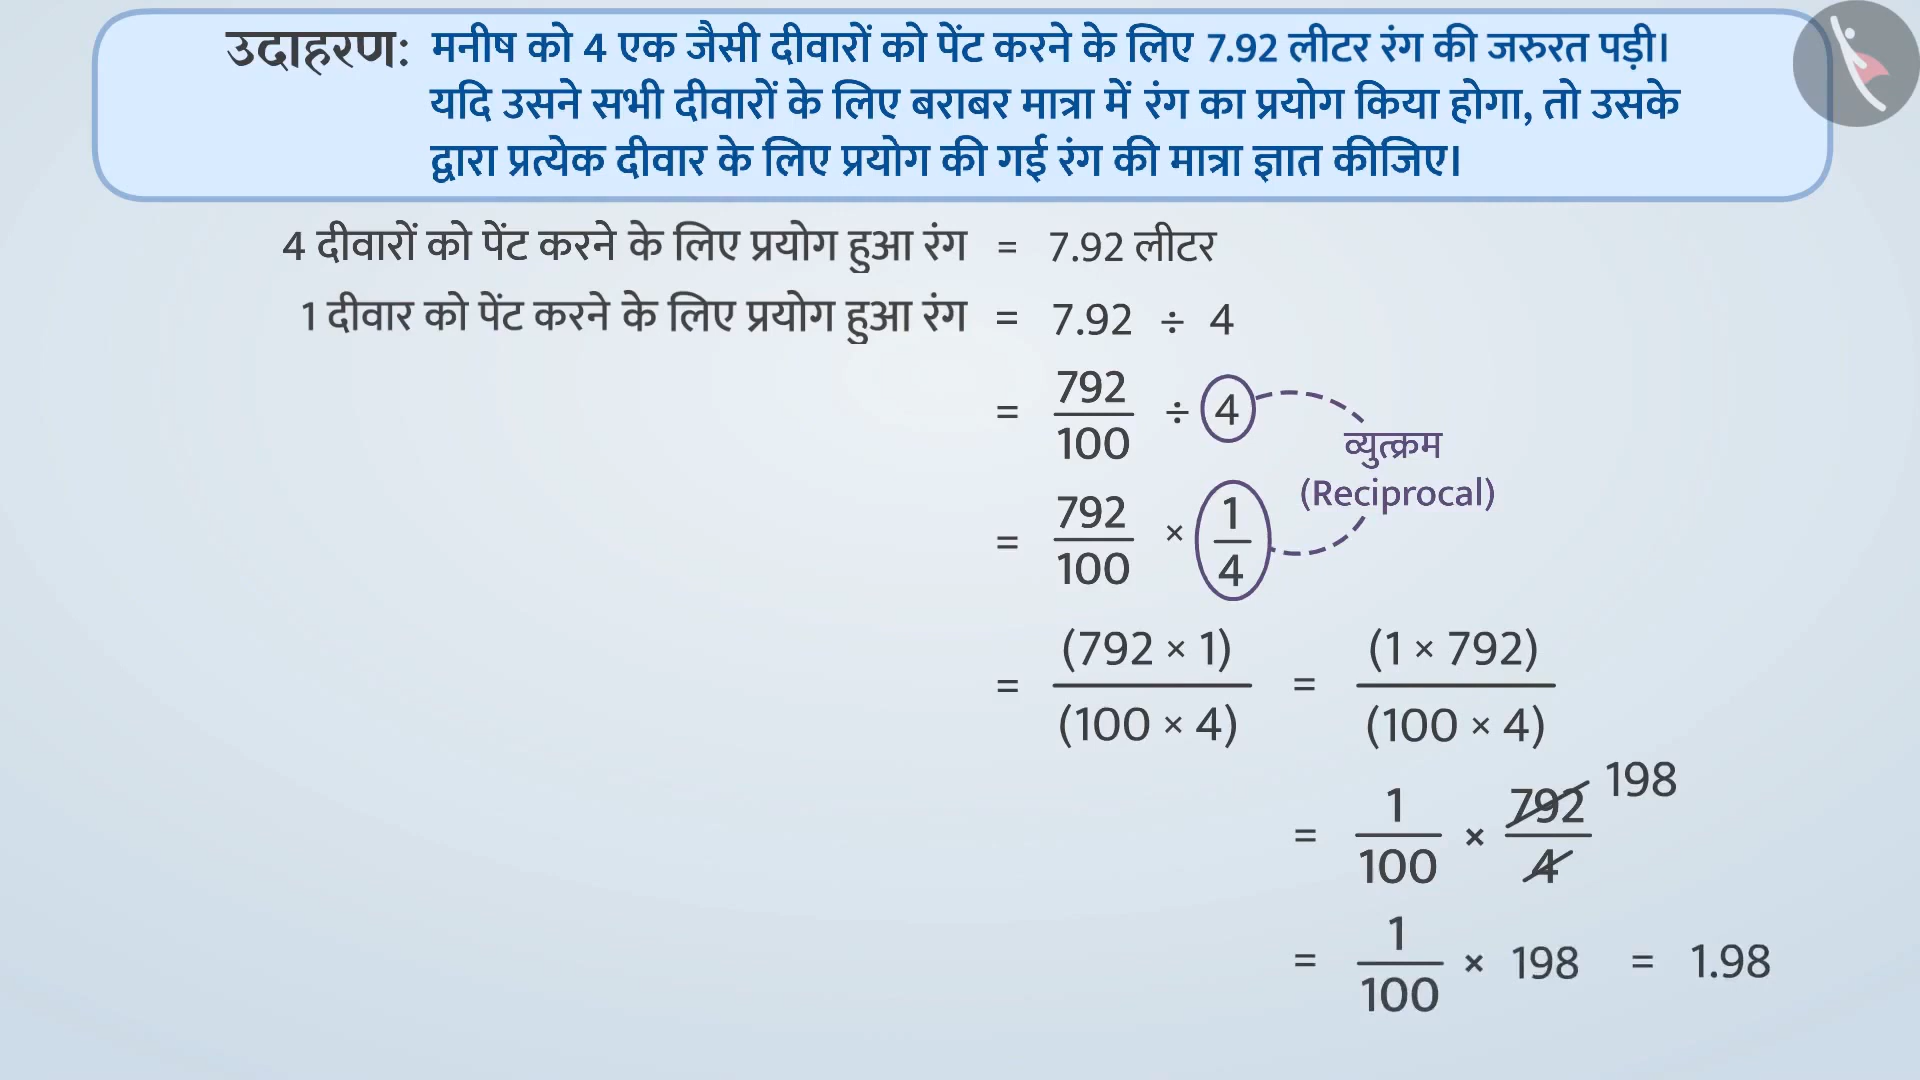 उदाहरण: मनीष को 4 एक जैसी दीवारों को पेंट करने के लिए 7.92 लीटर रंग की जरुरत पड़ी।
यदि उसने सभी दीवारों के लिए बराबर मात्रा में रंग का प्रयोग किया होगा, तो उसके
द्वारा प्रत्येक दीवार के लिए प्रयोग की गई रंग की मात्रा ज्ञात कीजिए।
4 दीवारों को पेंट करने के लिए प्रयोग हुआ रंग = 7.92 लीटर
1 दीवार को पेंट करने के लिए प्रयोग हुआ रंग = 7.92 ÷ 4
= 792/100 ÷ 4
व्युत्क्रम
(Reciprocal)
= 792/100 × 1/4
= (792 × 1)/(100 × 4) = (1 × 792)/(100 × 4)
= 1/100 × 792/4 198
= 1/100 × 198 = 1.98